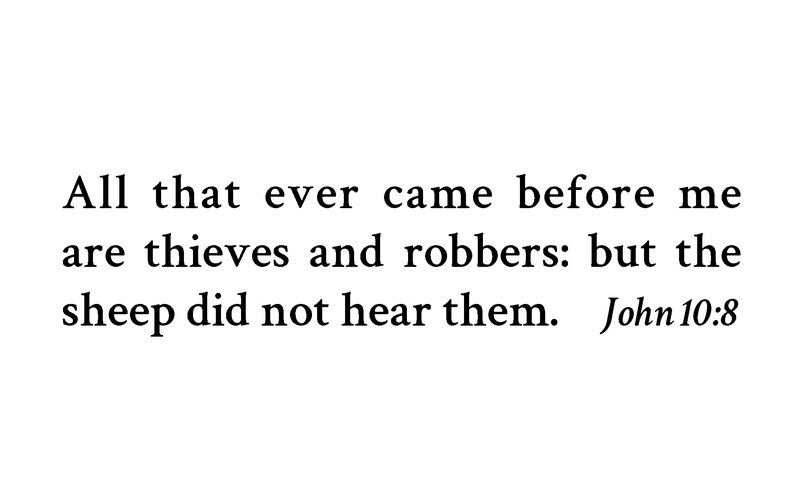 All that ever came before me
are thieves and robbers: but the
sheep did not hear them. John 10:8